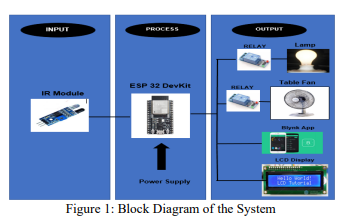 INPUT
PROCESS
OUTPUT
RELAY
Lamp
ESP 32 DevKit
IR Module
RELAY
Table Fan
Blynk App
Power Supply
LCD Display
Hello World!
LCD Tutorial
Figure 1: Block Diagram of the System